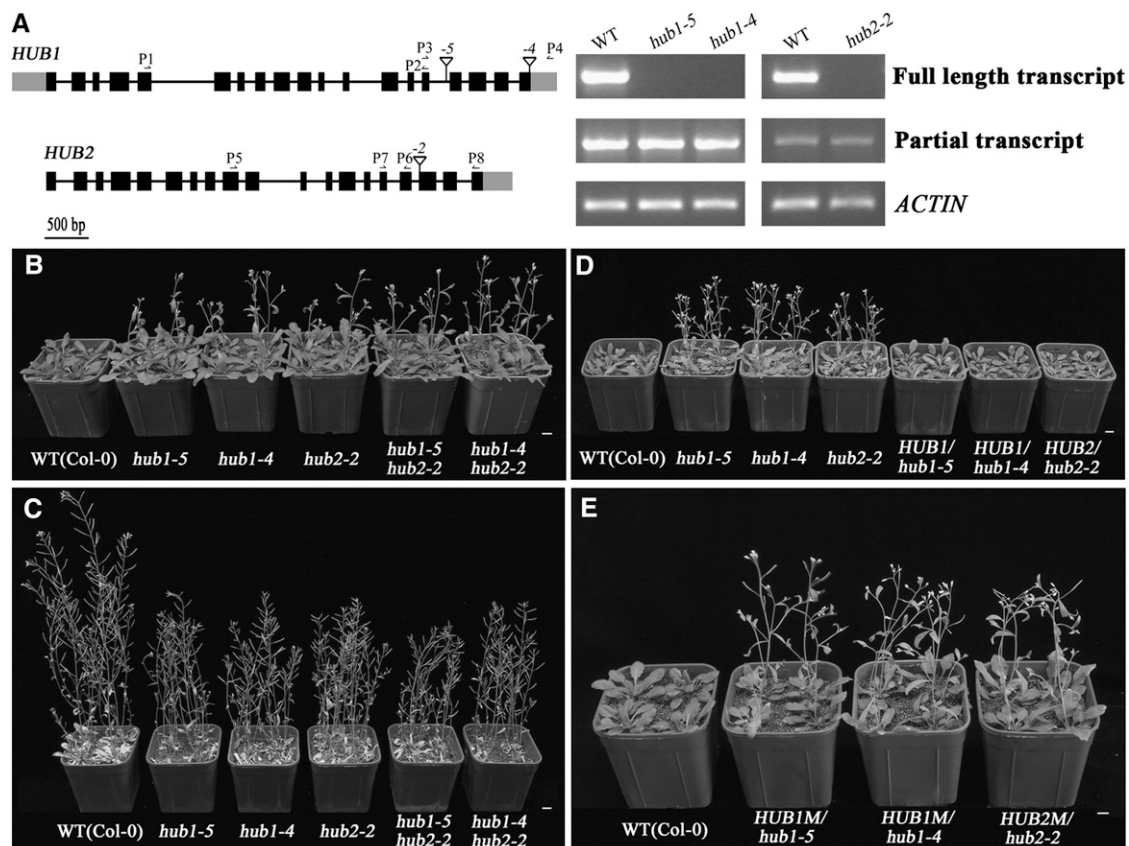 A
HUB1
P1
P2
P3
-5
-4
P4
HUB2
P5
P7
P6
-2
P8
500 bp
WT hub1-5 hub1-4 WT hub2-2
Full length transcript
Partial transcript
ACTIN
B
WT(Col-0) hub1-5 hub1-4 hub2-2 hub1-5 hub1-4
hub2-2 hub2-2
D
WT(Col-0) hub1-5 hub1-4 hub2-2 HUB1/ HUB1/ HUB2/
hub1-5 hub1-4 hub2-2
C
WT(Col-0) hub1-5 hub1-4 hub2-2 hub1-5 hub1-4
hub2-2 hub2-2
E
WT(Col-0) HUB1M/ HUB1M/ HUB2M/
hub1-5 hub1-4 hub2-2